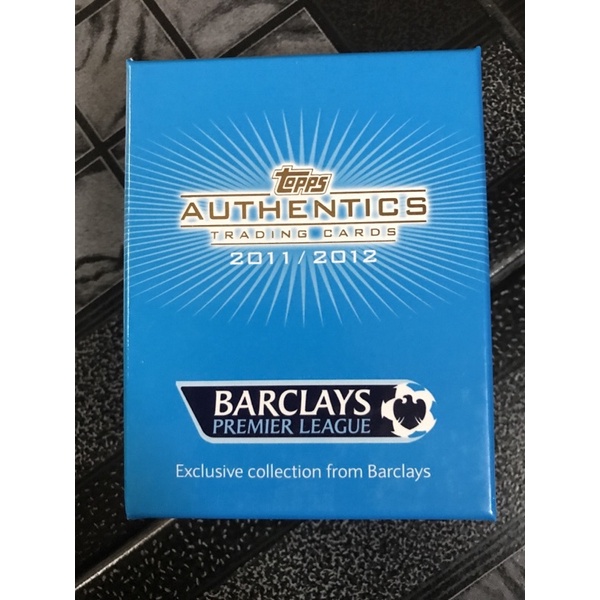 topps
AUTHENTICS
TRADING CARDS
2011/2012
BARCLAYS
PREMIER LEAGUE
Exclusive collection from Barclays